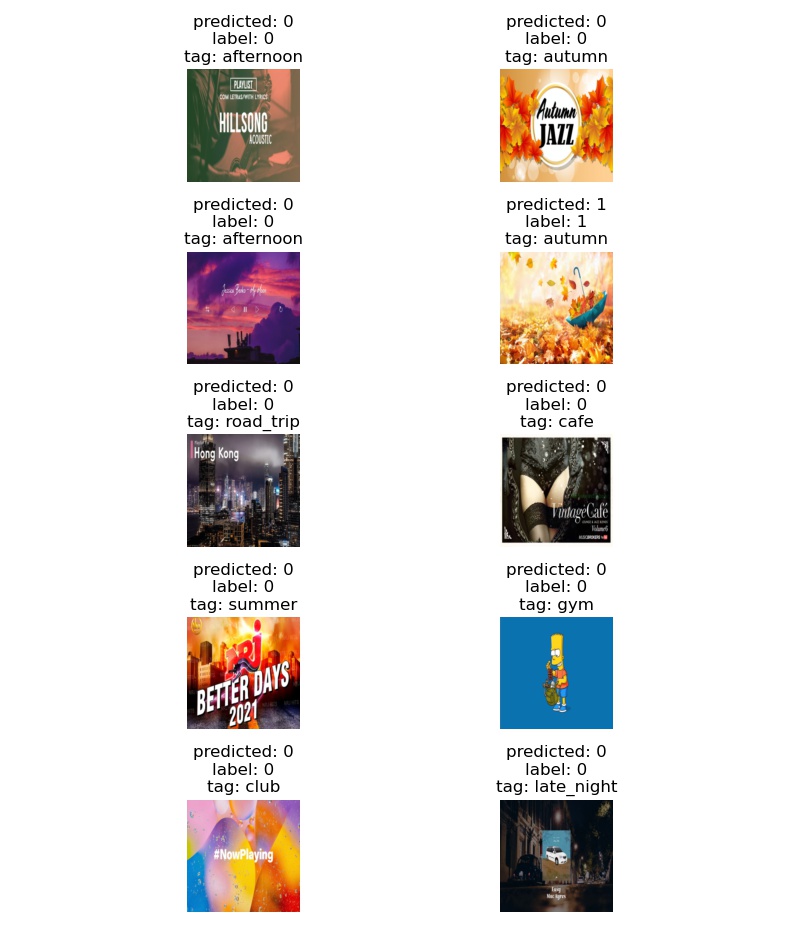 predicted: 0
label: 0
tag: afternoon
PLAYLIST
COM LETRAS/WITH LYRICS
HILLSONG
ACOUSTIC
predicted: 0
label: 0
tag: autumn
Autumn
JAZZ
predicted: 0
label: 0
tag: afternoon
predicted: 1
label: 1
tag: autumn
predicted: 0
label: 0
tag: road_trip
Hong Kong
predicted: 0
label: 0
tag: cafe
VintageCafé
Volume6
predicted: 0
label: 0
tag: summer
NRJ
BETTER DAYS
2021
predicted: 0
label: 0
tag: gym
predicted: 0
label: 0
tag: club
#NowPlaying
predicted: 0
label: 0
tag: late_night